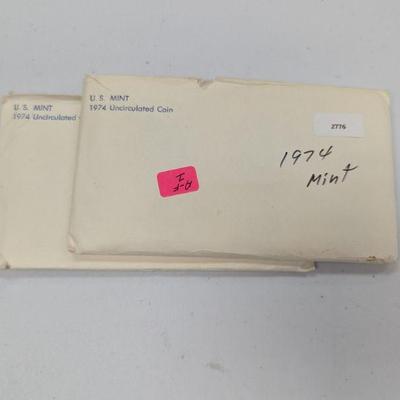 U.S. MINT
1974 Uncirculated
U.S. MINT
1974 Uncirculated Coin
2776
1974
Mint
A-F
I